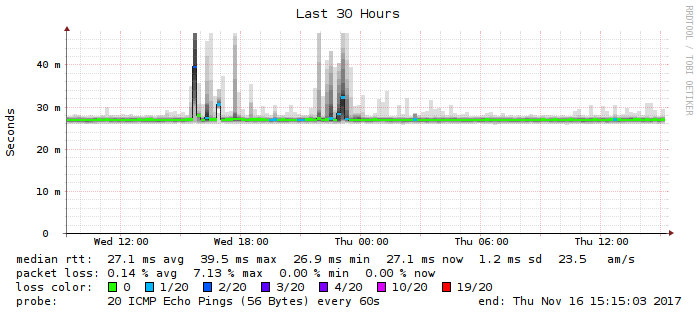 Last 30 Hours
RRDTOOL / TOBI OETIKER
Seconds
40 m
30 m
20 m
10 m
0
Wed 12:00 Wed 18:00 Thu 00:00 Thu 06:00 Thu 12:00
median rtt: 27.1 ms avg 39.5 ms max 26.9 ms min 27.1 ms now 1.2 ms sd 23.5 am/s
packet loss: 0.14 % avg 7.13 % max 0.00 % min 0.00 % now
loss color: 0 1/20 2/20 3/20 4/20 10/20 19/20
probe: 20 ICMP Echo Pings (56 Bytes) every 60s end: Thu Nov 16 15:15:03 2017